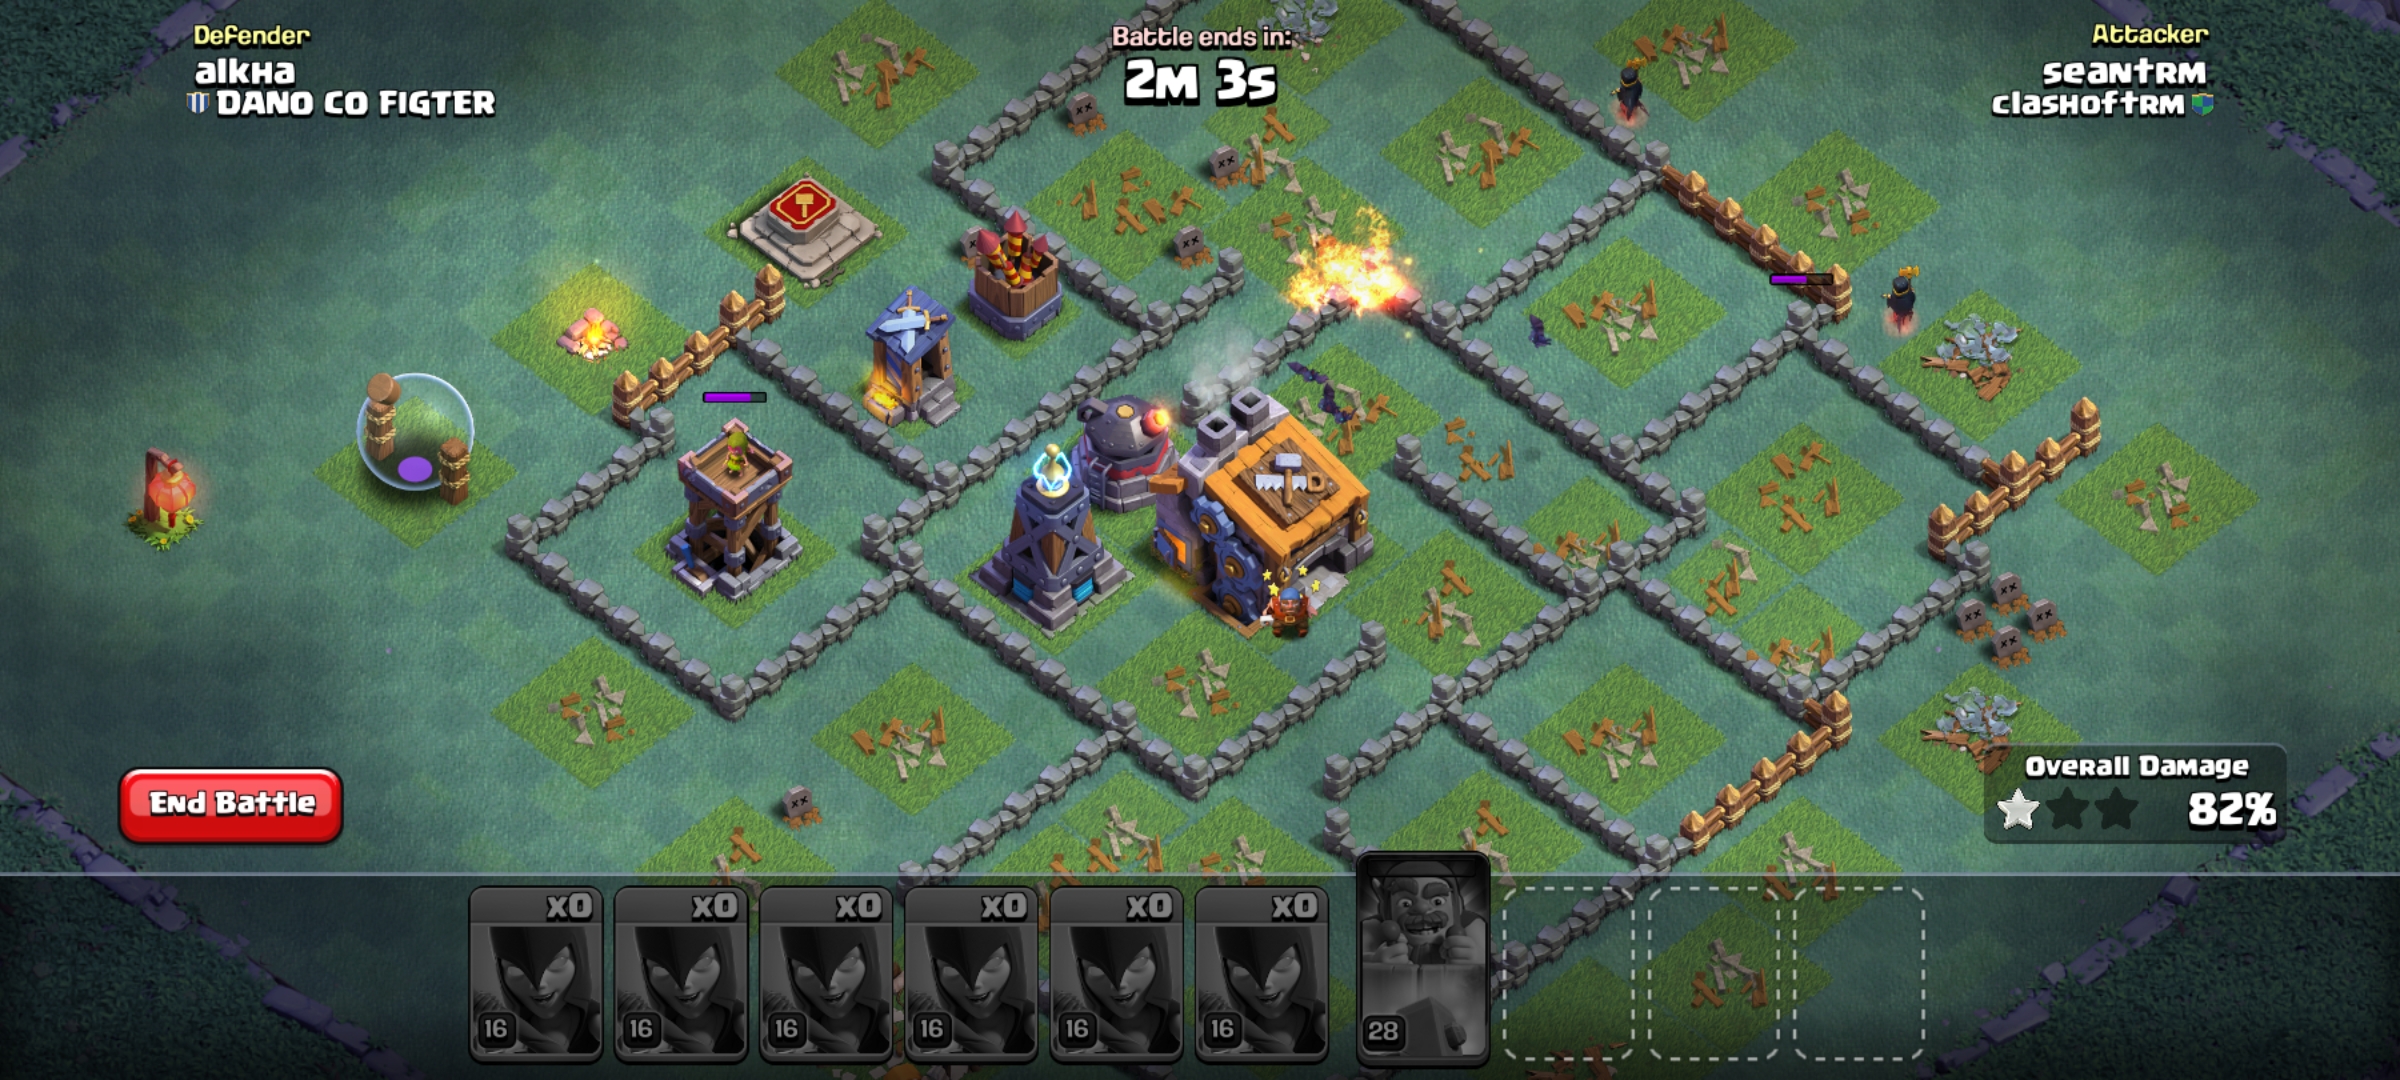 Defender
alkha
DANO CO FIGTER
Battle ends in:
2M 3s
Attacker
seantRM
clashoftRM
End Battle
Overall Damage
82%
x0 x0 x0 x0 x0 x0
16 16 16 16 16 16 28